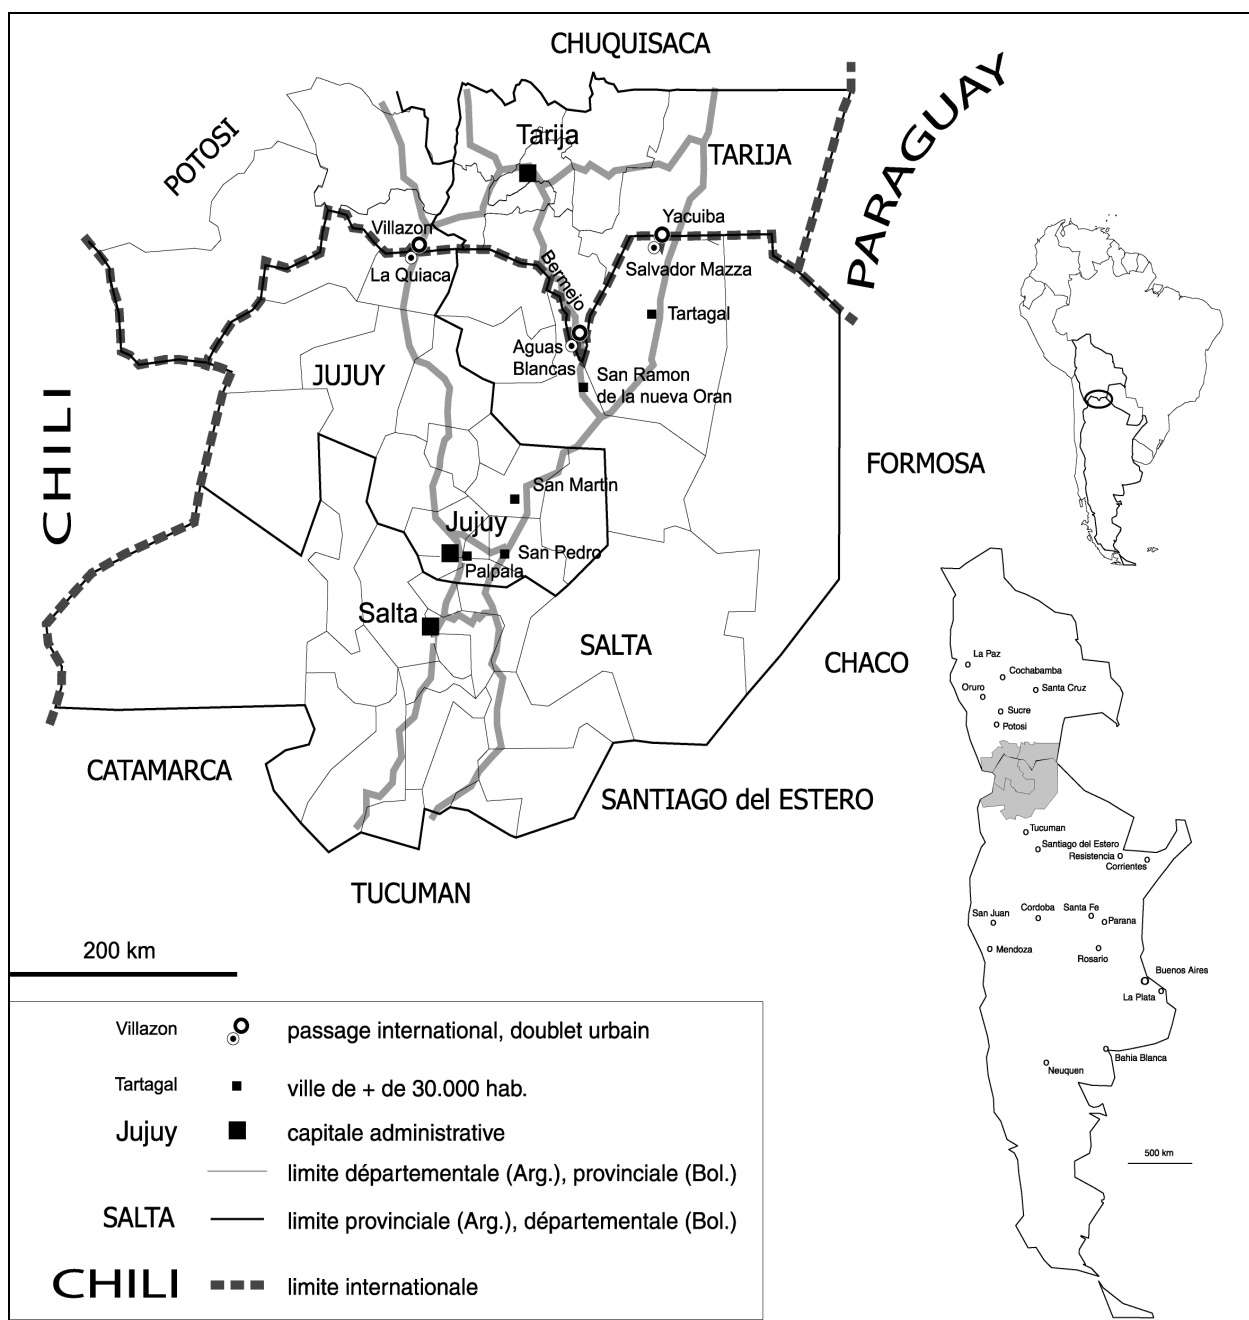 CHUQUISACA
PARAGUAY
POTOSI
Tarija
TARIJA
Villazon
La Quiaca
Yacuiba
Salvador Mazza
Bermejo
Tartagal
Aguas
Blancas
San Ramon
de la nueva Oran
JUJUY
CHILI
FORMOSA
San Martin
Jujuy
San Pedro
Palpala
Salta
SALTA
CHACO
CATAMARCA
SANTIAGO del ESTERO
TUCUMAN
200 km
Villazon
passage international, doublet urbain
Tartagal
ville de + de 30.000 hab.
Jujuy
capitale administrative
limite départementale (Arg.), provinciale (Bol.)
SALTA
limite provinciale (Arg.), départementale (Bol.)
CHILI
limite internationale
La Paz
Cochabamba
Oruro
Santa Cruz
Sucre
Potosi
Tucuman
Santiago del Estero
Resistencia
Corrientes
San Juan
Cordoba
Santa Fe
Parana
Mendoza
Rosario
Buenos Aires
La Plata
Bahia Blanca
Neuquen
500 km